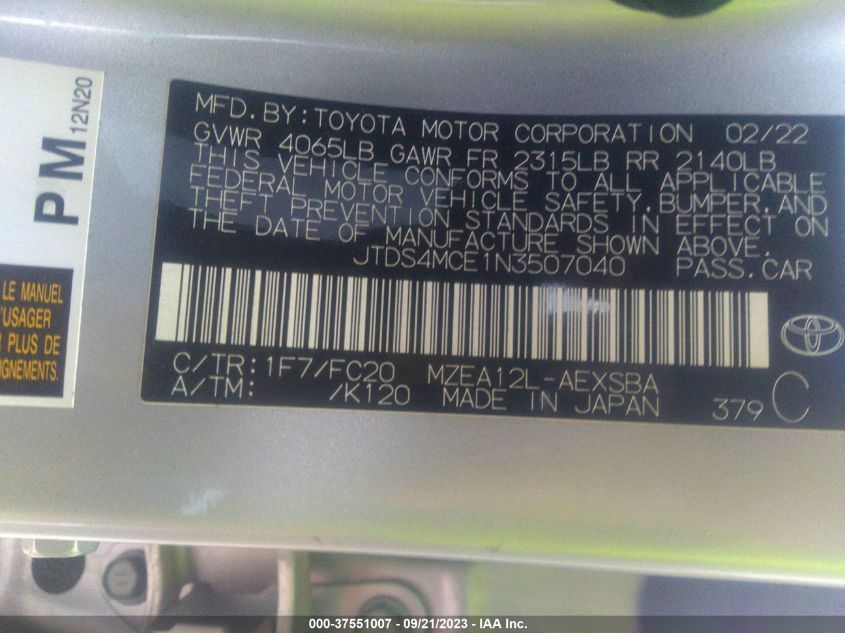 PM 12N20
LE MANUEL
'USAGER
PLUS DE
IGNEMENTS.
MFD. BY: TOYOTA MOTOR CORPORATION 02/22
GVWR 4065LB GAWR FR 2315LB RR 2140LB
THIS VEHICLE CONFORMS TO ALL APPLICABLE
FEDERAL MOTOR VEHICLE SAFETY, BUMPER, AND
THEFT PREVENTION STANDARDS IN EFFECT ON
THE DATE OF MANUFACTURE SHOWN ABOVE.
JTDS4MCE1N3507040 PASS.CAR
C/TR: 1F7/FC20 MZEA12L-AEXSBA
A/TM: /K120 MADE IN JAPAN 379 C
000-37551007 - 09/21/2023 - IAA Inc.